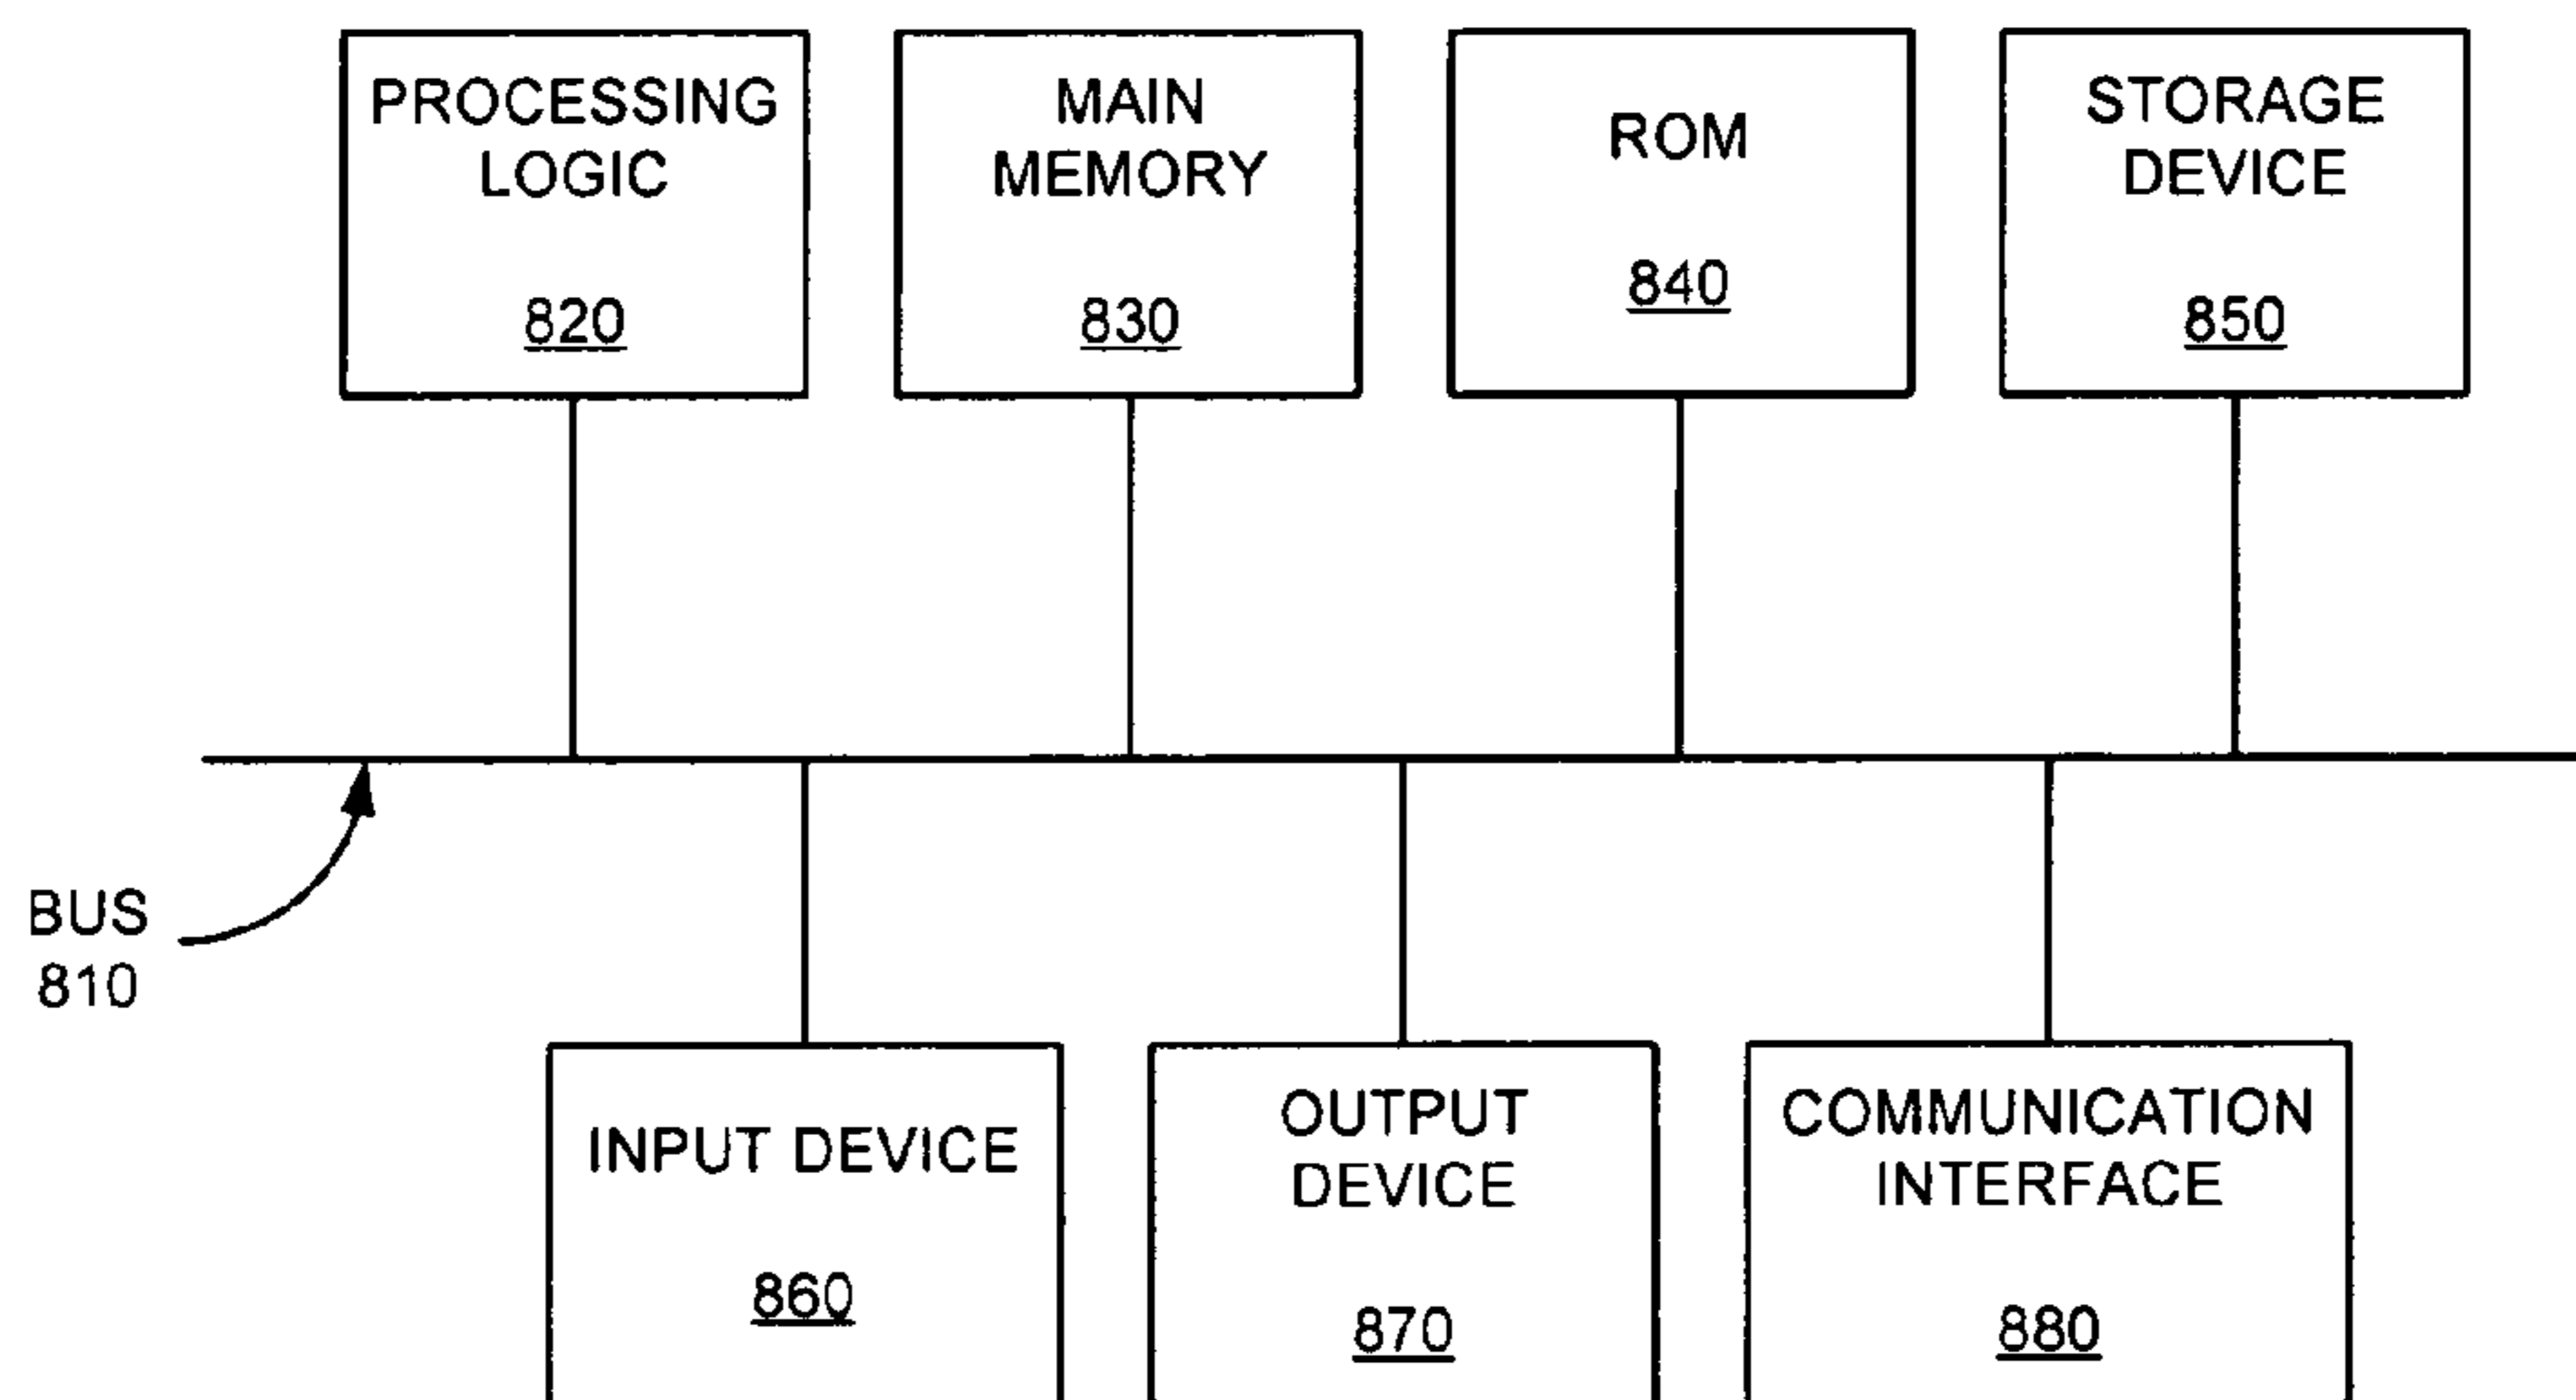 PROCESSING
LOGIC
820
MAIN
MEMORY
830
ROM
840
STORAGE
DEVICE
850
BUS
810
INPUT DEVICE
860
OUTPUT
DEVICE
870
COMMUNICATION
INTERFACE
880